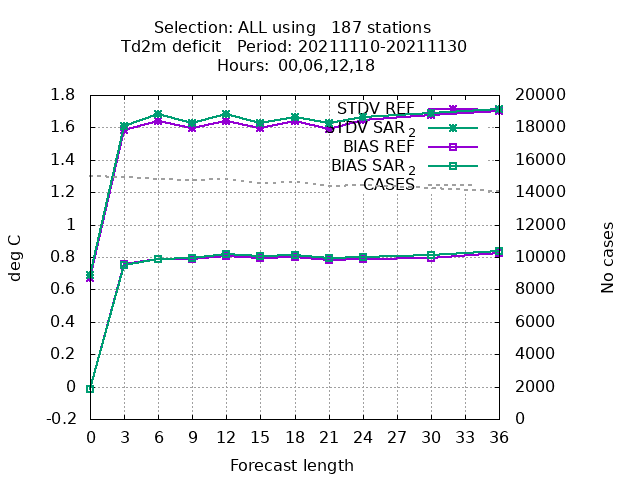 Selection: ALL using   187 stations
Td2m deficit   Period: 20211110-20211130
Hours:  00,06,12,18
STDV REF
STDV SAR 2
BIAS REF
BIAS SAR 2
CASES
1.8
1.6
1.4
1.2
1
0.8
0.6
0.4
0.2
0
-0.2
deg C
20000
18000
16000
14000
12000
10000
8000
6000
4000
2000
0
No cases
0 3 6 9 12 15 18 21 24 27 30 33 36
Forecast length